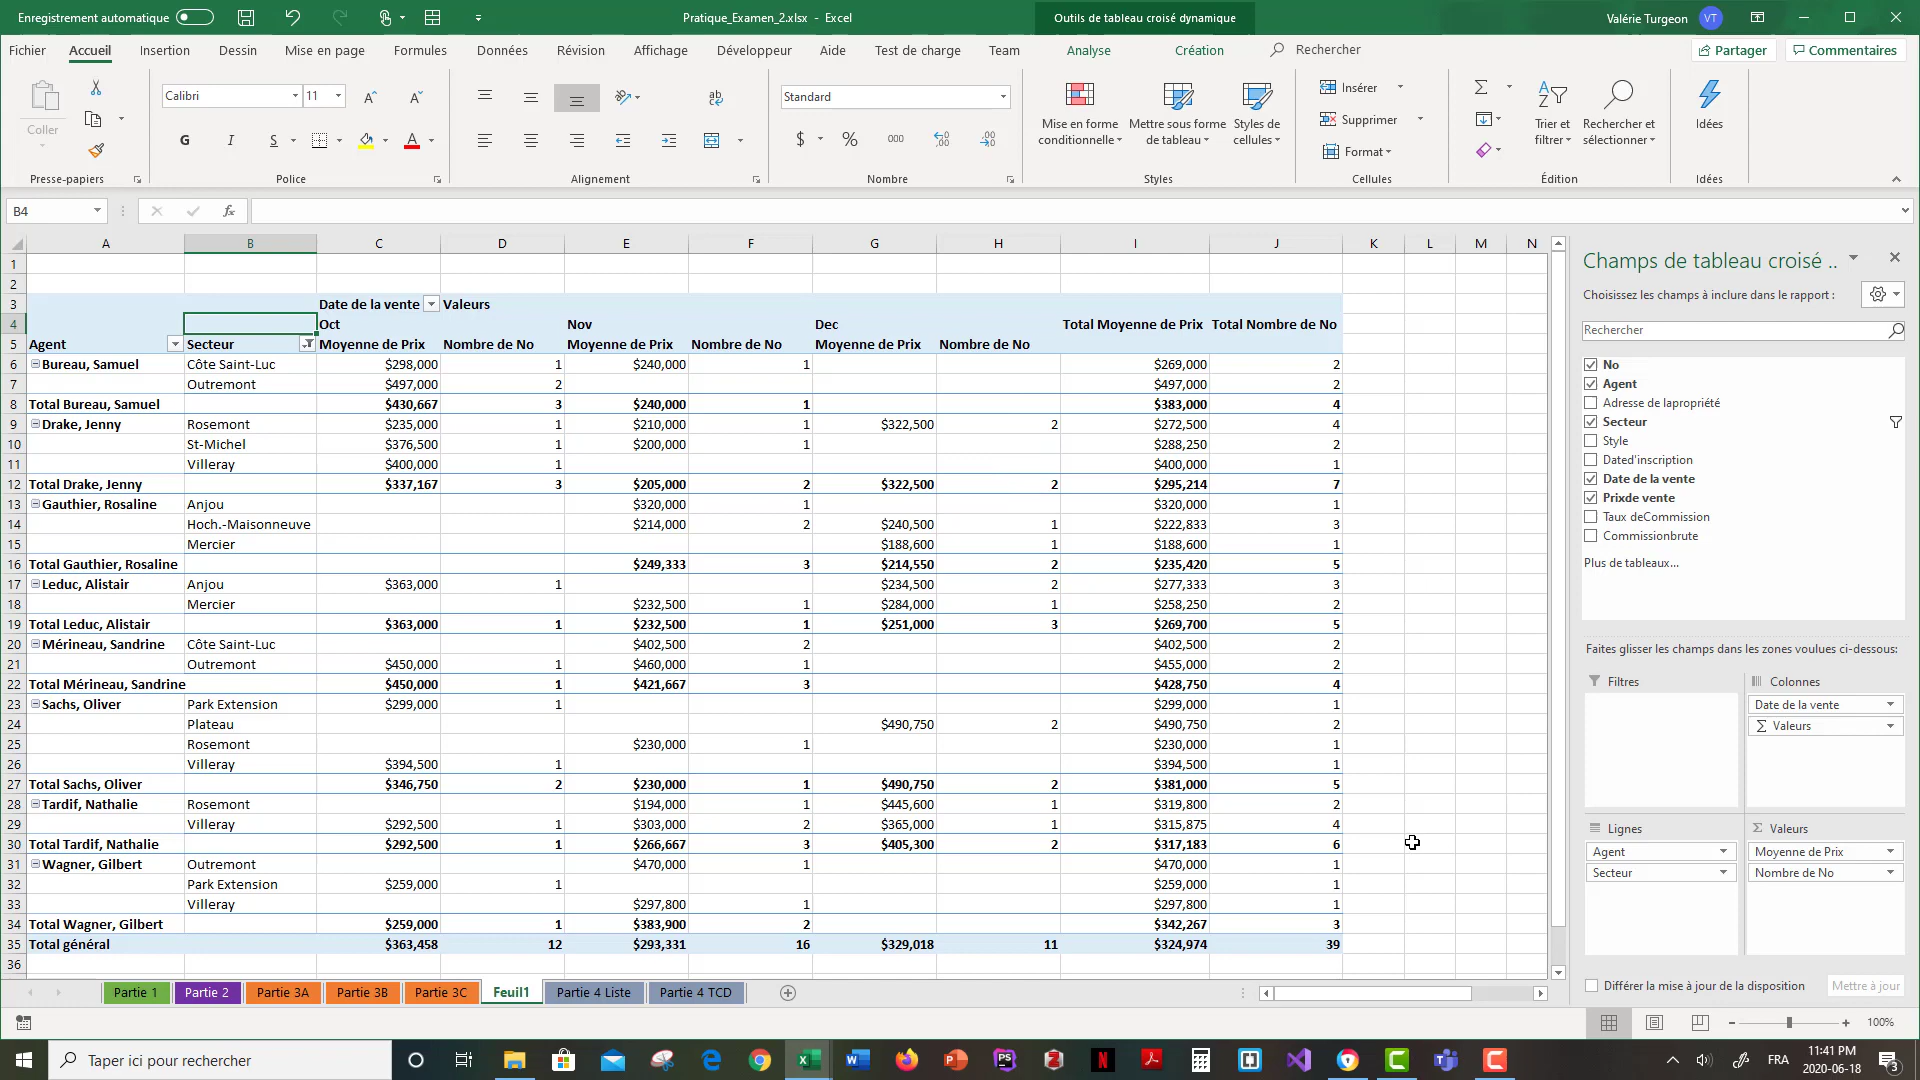 Enregistrement automatique
Pratique_Examen_2.xlsx - Excel
Outils de tableau croisé dynamique
Valérie Turgeon VT
Fichier Accueil Insertion Dessin Mise en page Formules Données Révision Affichage Développeur Aide Test de charge Team Analyse Création Rechercher Partager Commentaires
Coller
Presse-papiers
Calibri 11
G I S
Police
Alignement
Standard
$ % 000
Nombre
Mise en forme conditionnelle
Mettre sous forme de tableau
Styles de cellules
Styles
Insérer
Supprimer
Format
Cellules
Trier et filtrer
Rechercher et sélectionner
Édition
Idées
Idées
B4 fx
A B C D E F G H I J K L M N
1
2
3 Date de la vente Valeurs
4 Oct Nov Dec Total Moyenne de Prix Total Nombre de No
5 Agent Secteur Moyenne de Prix Nombre de No Moyenne de Prix Nombre de No Moyenne de Prix Nombre de No
6 Bureau, Samuel Côte Saint-Luc $298,000 1 $240,000 1 $269,000 2
7 Outremont $497,000 2 $497,000 2
8 Total Bureau, Samuel $430,667 3 $240,000 1 $383,000 4
9 Drake, Jenny Rosemont $235,000 1 $210,000 1 $322,500 2 $272,500 4
10 St-Michel $376,500 1 $200,000 1 $288,250 2
11 Villeray $400,000 1 $400,000 1
12 Total Drake, Jenny $337,167 3 $205,000 2 $322,500 2 $295,214 7
13 Gauthier, Rosaline Anjou $320,000 1 $320,000 1
14 Hoch.-Maisonneuve $214,000 2 $240,500 1 $222,833 3
15 Mercier $188,600 1 $188,600 1
16 Total Gauthier, Rosaline $249,333 3 $214,550 2 $235,420 5
17 Leduc, Alistair Anjou $363,000 1 $234,500 2 $277,333 3
18 Mercier $232,500 1 $284,000 1 $258,250 2
19 Total Leduc, Alistair $363,000 1 $232,500 1 $251,000 3 $269,700 5
20 Mérineau, Sandrine Côte Saint-Luc $402,500 2 $402,500 2
21 Outremont $450,000 1 $460,000 1 $455,000 2
22 Total Mérineau, Sandrine $450,000 1 $421,667 3 $428,750 4
23 Sachs, Oliver Park Extension $299,000 1 $299,000 1
24 Plateau $490,750 2 $490,750 2
25 Rosemont $230,000 1 $230,000 1
26 Villeray $394,500 1 $394,500 1
27 Total Sachs, Oliver $346,750 2 $230,000 1 $490,750 2 $381,000 5
28 Tardif, Nathalie Rosemont $194,000 1 $445,600 1 $319,800 2
29 Villeray $292,500 1 $303,000 2 $365,000 1 $315,875 4
30 Total Tardif, Nathalie $292,500 1 $266,667 3 $405,300 2 $317,183 6
31 Wagner, Gilbert Outremont $470,000 1 $470,000 1
32 Park Extension $259,000 1 $259,000 1
33 Villeray $297,800 1 $297,800 1
34 Total Wagner, Gilbert $259,000 1 $383,900 2 $342,267 3
35 Total général $363,458 12 $293,331 16 $329,018 11 $324,974 39
36
Champs de tableau croisé ..
Choisissez les champs à inclure dans le rapport :
Rechercher
No
Agent
Adresse de lapropriété
Secteur
Style
Dated'inscription
Date de la vente
Prixde vente
Taux deCommission
Commissionbrute
Plus de tableaux...
Faites glisser les champs dans les zones voulues ci-dessous:
Filtres
Colonnes
Date de la vente
Σ Valeurs
Lignes
Agent
Secteur
Σ Valeurs
Moyenne de Prix
Nombre de No
Différer la mise à jour de la disposition Mettre à jour
Partie 1 Partie 2 Partie 3A Partie 3B Partie 3C Feuil1 Partie 4 Liste Partie 4 TCD
100%
Taper ici pour rechercher
FRA
11:41 PM
2020-06-18
3